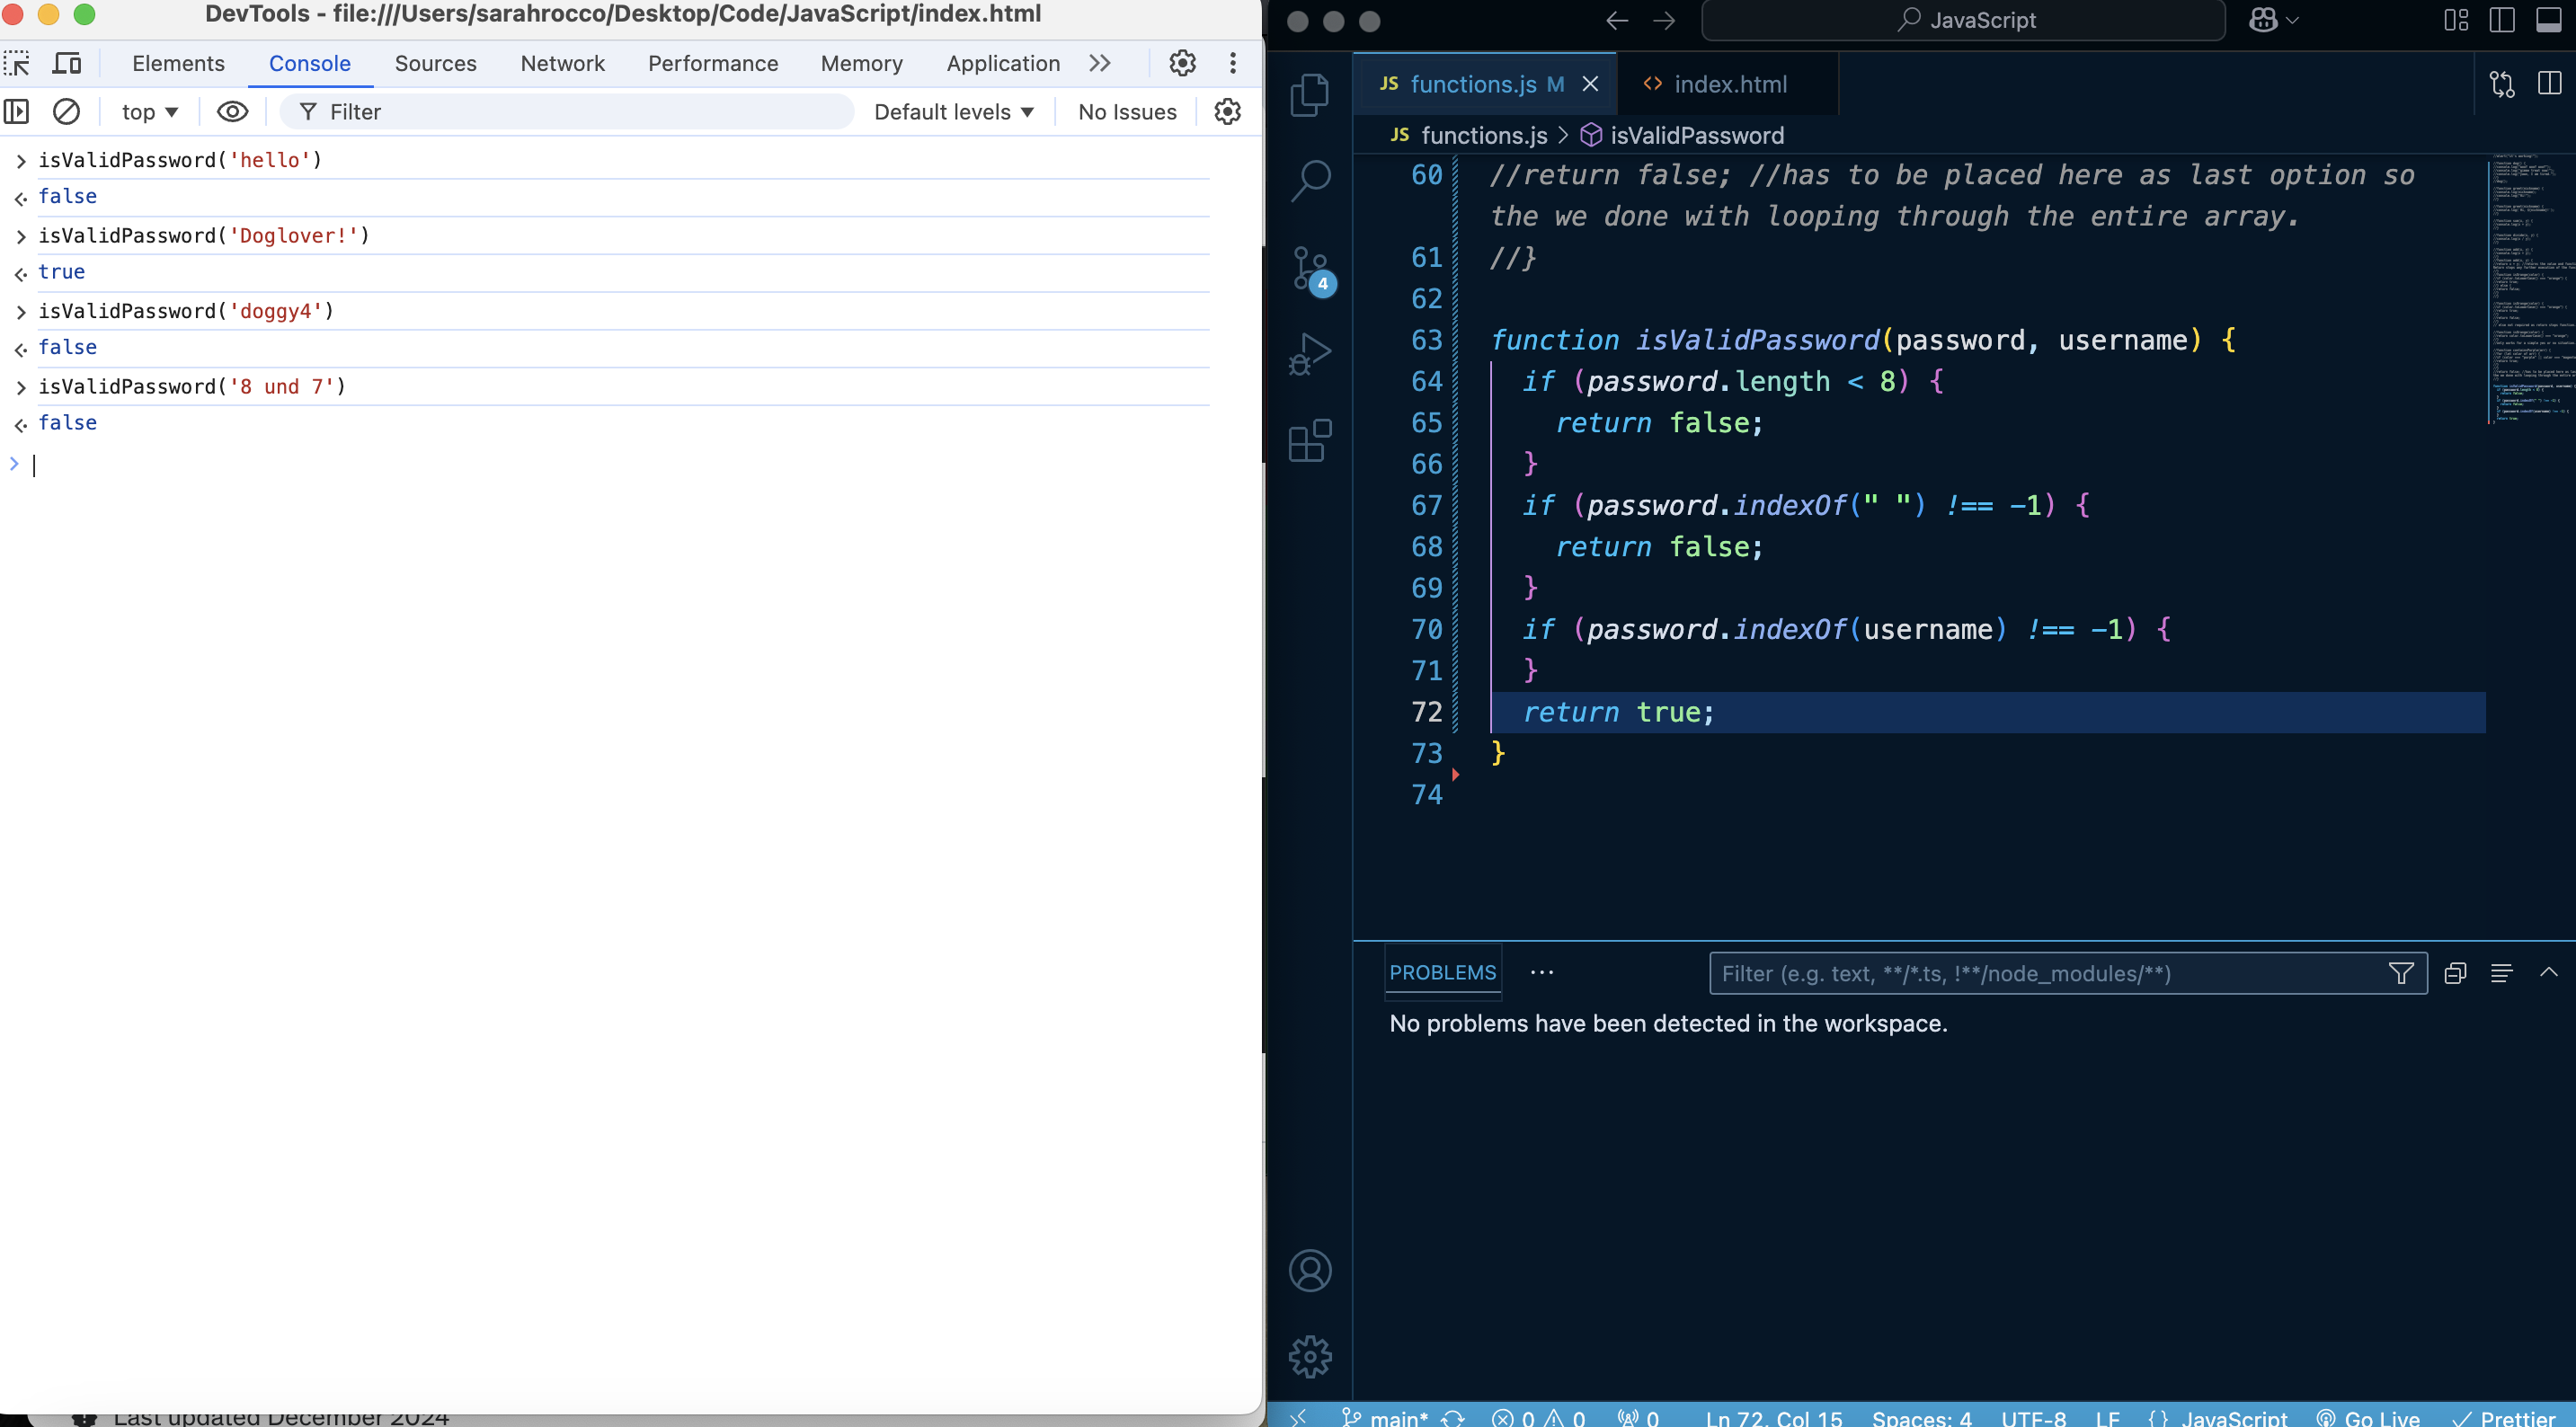 DevTools - file:///Users/sarahrocco/Desktop/Code/JavaScript/index.html
Elements Console Sources Network Performance Memory Application
top Filter Default levels No Issues
isValidPassword('hello')
false
isValidPassword('Doglover!')
true
isValidPassword('doggy4')
false
isValidPassword('8 und 7')
false
Last updated December 2024
JavaScript
JS functions.js M <> index.html
JS functions.js > isValidPassword
4
60 //return false; //has to be placed here as last option so
the we done with looping through the entire array.
61 //}
62
63 function isValidPassword(password, username) {
64 if (password.length < 8) {
65 return false;
66 }
67 if (password.indexOf(" ") !== -1) {
68 return false;
69 }
70 if (password.indexOf(username) !== -1) {
71 }
72 return true;
73 }
74
PROBLEMS ... Filter (e.g. text, **/*.ts, !**/node_modules/**)
No problems have been detected in the workspace.
main* 0 0 0 Ln 72, Col 15 Spaces: 4 UTF-8 LF {} JavaScript Go Live Prettier